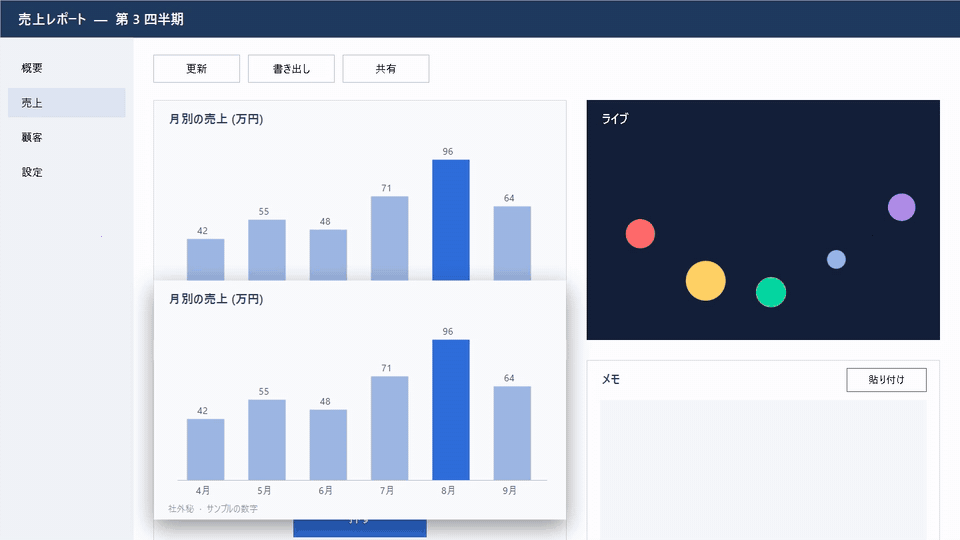 売上レポート — 第 3 四半期
概要
売上
顧客
設定
更新
書き出し
共有
月別の売上 (万円)
42
55
48
71
96
64
月別の売上 (万円)
42
55
48
71
96
64
4月
5月
6月
7月
8月
9月
社外秘 · サンプルの数字
ライブ
メモ
貼り付け